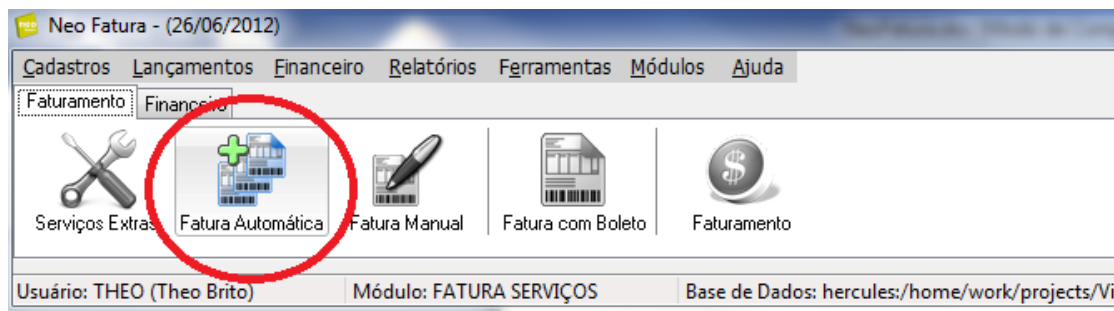 Neo Fatura - (26/06/2012)
Cadastros Lançamentos Financeiro Relatórios Ferramentas Módulos Ajuda
Faturamento Financeiro
Serviços Extras Fatura Automática Fatura Manual Fatura com Boleto Faturamento
Usuário: THEO (Theo Brito) Módulo: FATURA SERVIÇOS Base de Dados: hercules:/home/work/projects/Vi